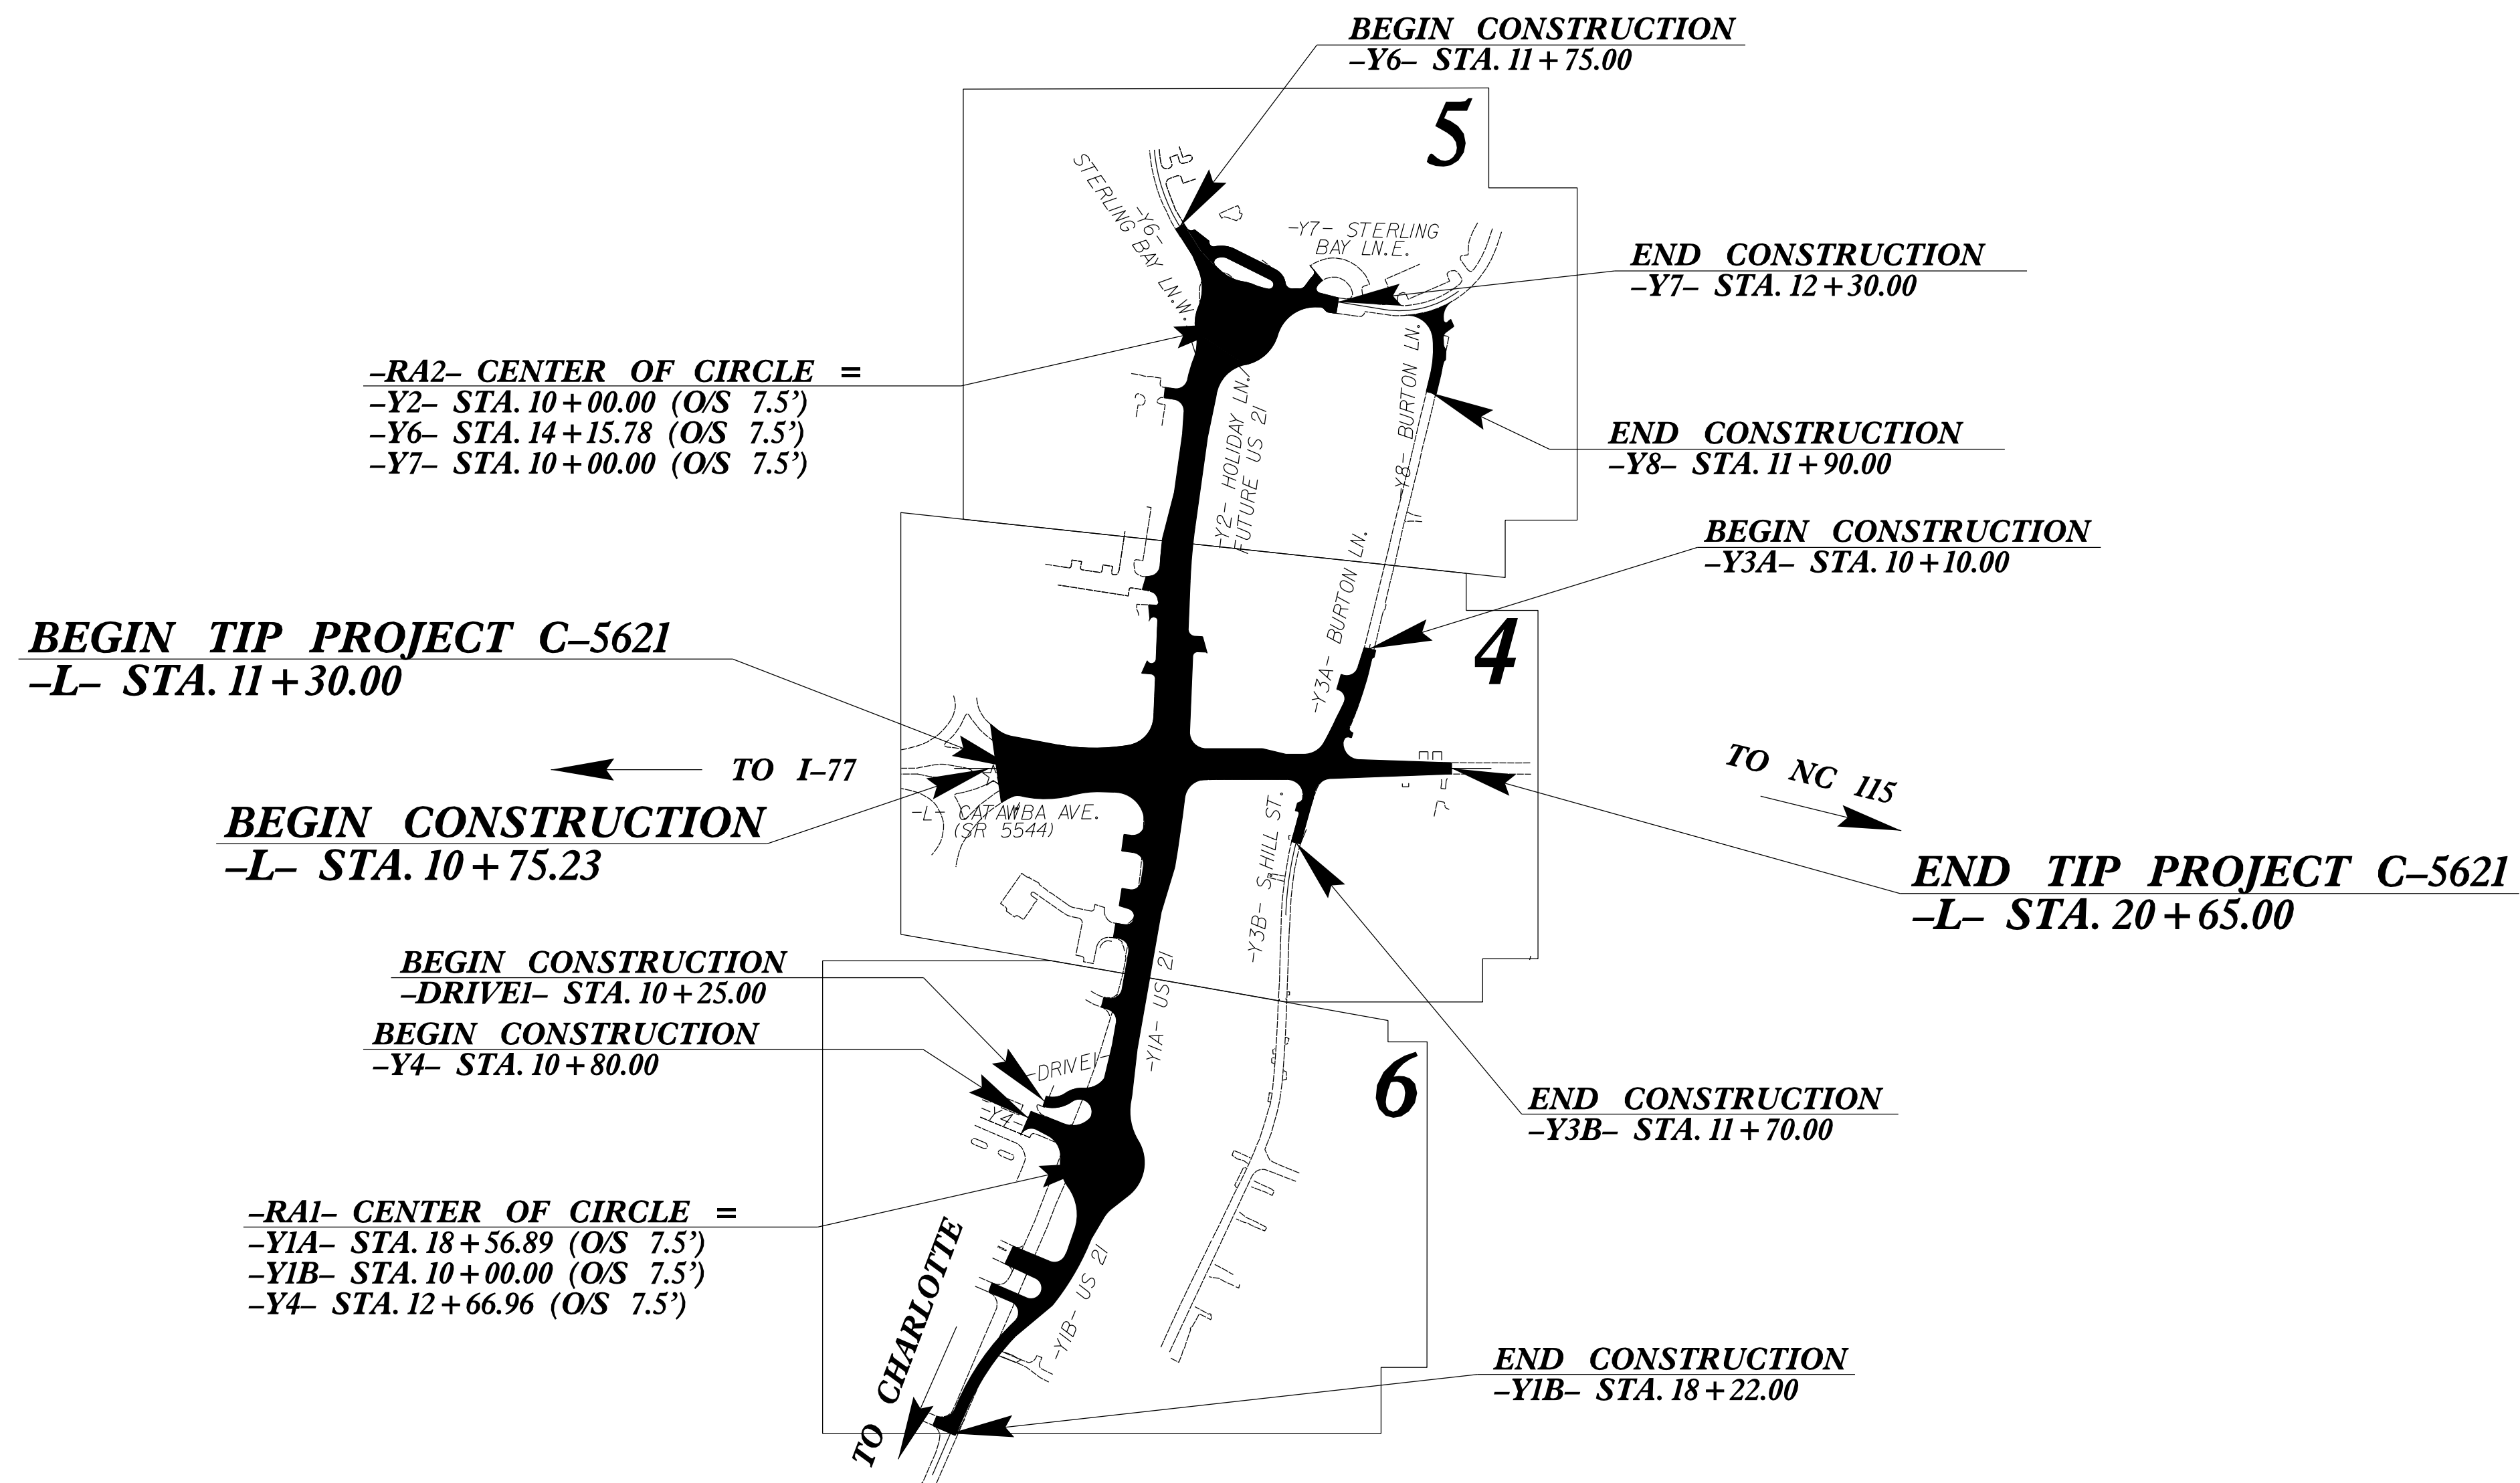 BEGIN CONSTRUCTION
–Y6– STA. 11+75.00
5
STERLING BAY LN.W.
-Y6-
-Y7- STERLING
BAY LN.E.
END CONSTRUCTION
–Y7– STA. 12+30.00
–RA2– CENTER OF CIRCLE =
–Y2– STA. 10+00.00 (O/S 7.5')
–Y6– STA. 14+15.78 (O/S 7.5')
–Y7– STA. 10+00.00 (O/S 7.5')
-Y2- HOLIDAY LN./
FUTURE US 21
-Y8- BURTON LN.
END CONSTRUCTION
–Y8– STA. 11+90.00
BEGIN CONSTRUCTION
–Y3A– STA. 10+10.00
-Y3A- BURTON LN.
4
BEGIN TIP PROJECT C–5621
–L– STA. 11+30.00
TO I–77
TO NC 115
BEGIN CONSTRUCTION
–L– STA. 10+75.23
-L- CATAWBA AVE.
(SR 5544)
-Y3B- S.HILL ST.
END TIP PROJECT C–5621
–L– STA. 20+65.00
BEGIN CONSTRUCTION
–DRIVE1– STA. 10+25.00
BEGIN CONSTRUCTION
–Y4– STA. 10+80.00
-Y1A- US 21
-DRIVE1-
-Y4-
6
END CONSTRUCTION
–Y3B– STA. 11+70.00
–RA1– CENTER OF CIRCLE =
–Y1A– STA. 18+56.89 (O/S 7.5')
–Y1B– STA. 10+00.00 (O/S 7.5')
–Y4– STA. 12+66.96 (O/S 7.5')
TO CHARLOTTE
-Y1B- US 21
END CONSTRUCTION
–Y1B– STA. 18+22.00